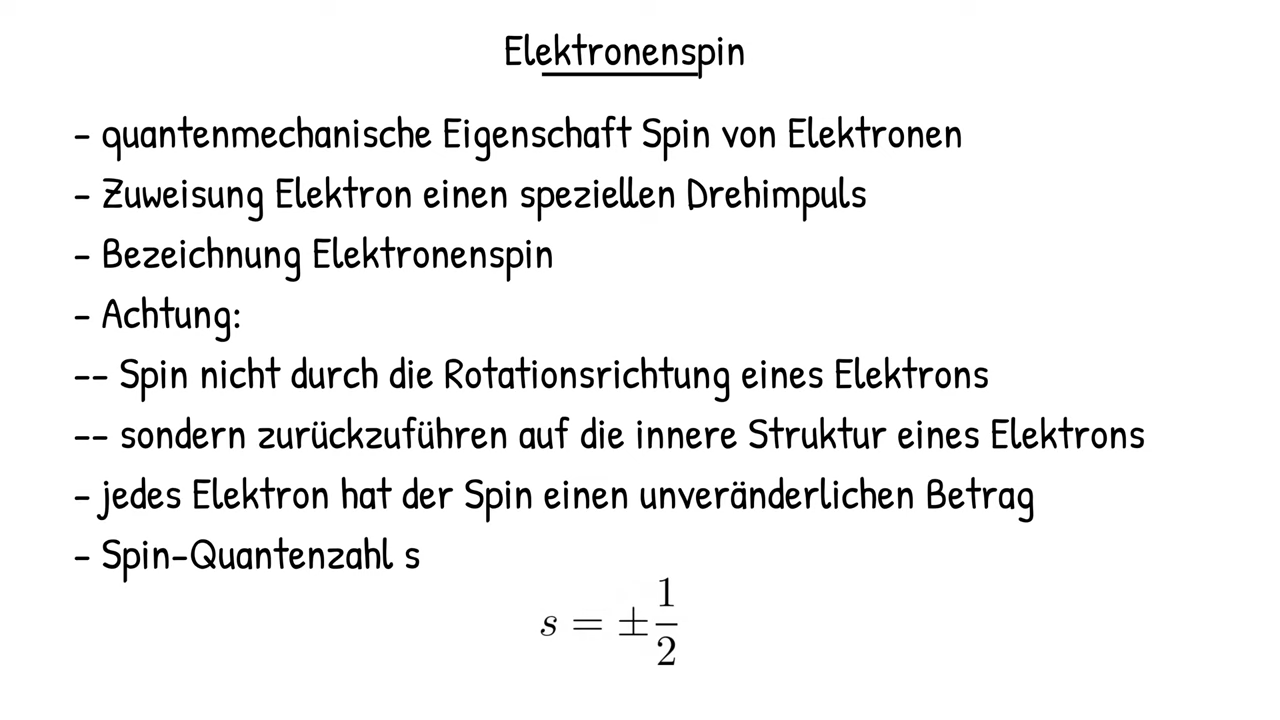 Elektronenspin
- quantenmechanische Eigenschaft Spin von Elektronen
- Zuweisung Elektron einen speziellen Drehimpuls
- Bezeichnung Elektronenspin
- Achtung:
-- Spin nicht durch die Rotationsrichtung eines Elektrons
-- sondern zurückzuführen auf die innere Struktur eines Elektrons
- jedes Elektron hat der Spin einen unveränderlichen Betrag
- Spin-Quantenzahl s
s = ± 1/2